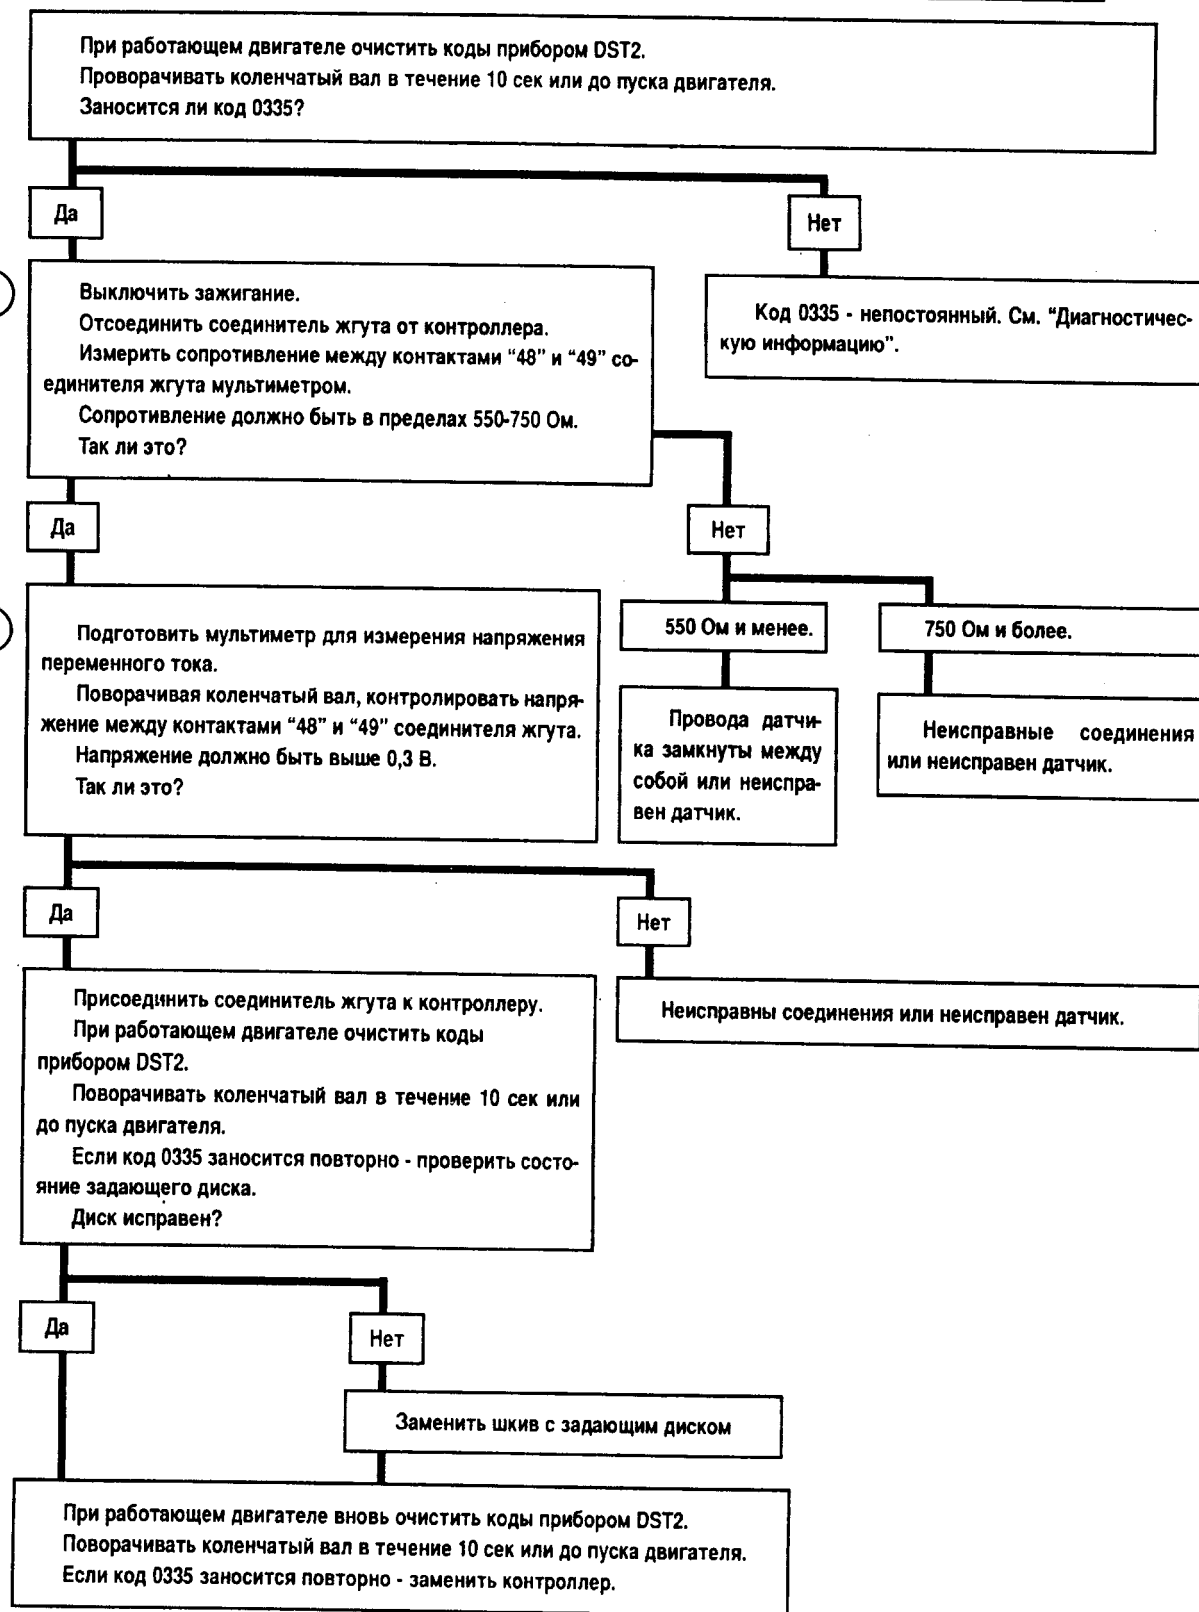 При работающем двигателе очистить коды прибором DST2.
Проворачивать коленчатый вал в течение 10 сек или до пуска двигателя.
Заносится ли код 0335?
Да
Нет
Выключить зажигание.
Отсоединить соединитель жгута от контроллера.
Измерить сопротивление между контактами “48” и “49” со-
единителя жгута мультиметром.
Сопротивление должно быть в пределах 550-750 Ом.
Так ли это?
Код 0335 - непостоянный. См. “Диагностичес-
кую информацию”.
Да
Нет
550 Ом и менее.
750 Ом и более.
Подготовить мультиметр для измерения напряжения
переменного тока.
Поворачивая коленчатый вал, контролировать напря-
жение между контактами “48” и “49” соединителя жгута.
Напряжение должно быть выше 0,3 В.
Так ли это?
Провода датчи-
ка замкнуты между
собой или неиспра-
вен датчик.
Неисправные соединения
или неисправен датчик.
Да
Нет
Присоединить соединитель жгута к контроллеру.
При работающем двигателе очистить коды
прибором DST2.
Поворачивать коленчатый вал в течение 10 сек или
до пуска двигателя.
Если код 0335 заносится повторно - проверить состо-
яние задающего диска.
Диск исправен?
Неисправны соединения или неисправен датчик.
Да
Нет
Заменить шкив с задающим диском
При работающем двигателе вновь очистить коды прибором DST2.
Поворачивать коленчатый вал в течение 10 сек или до пуска двигателя.
Если код 0335 заносится повторно - заменить контроллер.